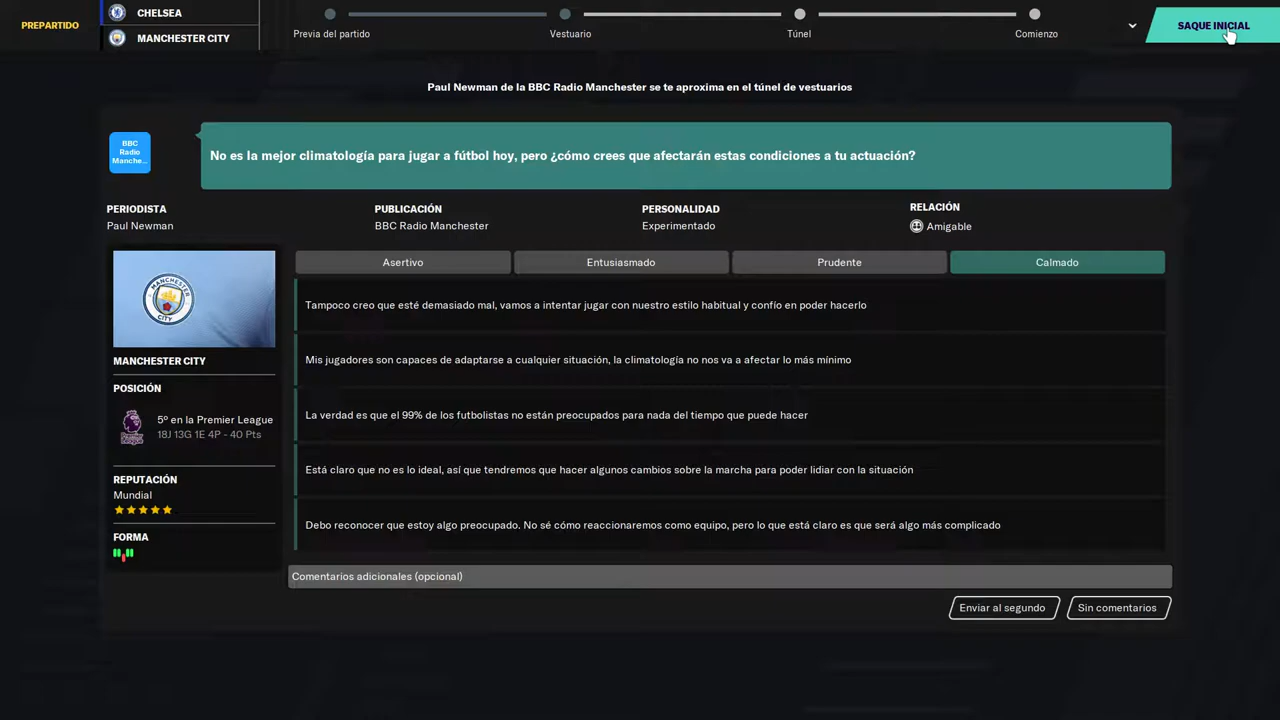 PREPARTIDO
CHELSEA
MANCHESTER CITY
Previa del partido
Vestuario
Túnel
Comienzo
SAQUE INICIAL
Paul Newman de la BBC Radio Manchester se te aproxima en el túnel de vestuarios
BBC
Radio
Manche...
No es la mejor climatología para jugar a fútbol hoy, pero ¿cómo crees que afectarán estas condiciones a tu actuación?
PERIODISTA
Paul Newman
PUBLICACIÓN
BBC Radio Manchester
PERSONALIDAD
Experimentado
RELACIÓN
Amigable
MANCHESTER
CITY
MANCHESTER CITY
POSICIÓN
5º en la Premier League
18J 13G 1E 4P - 40 Pts
REPUTACIÓN
Mundial
FORMA
Asertivo
Entusiasmado
Prudente
Calmado
Tampoco creo que esté demasiado mal, vamos a intentar jugar con nuestro estilo habitual y confío en poder hacerlo
Mis jugadores son capaces de adaptarse a cualquier situación, la climatología no nos va a afectar lo más mínimo
La verdad es que el 99% de los futbolistas no están preocupados para nada del tiempo que puede hacer
Está claro que no es lo ideal, así que tendremos que hacer algunos cambios sobre la marcha para poder lidiar con la situación
Debo reconocer que estoy algo preocupado. No sé cómo reaccionaremos como equipo, pero lo que está claro es que será algo más complicado
Comentarios adicionales (opcional)
Enviar al segundo
Sin comentarios